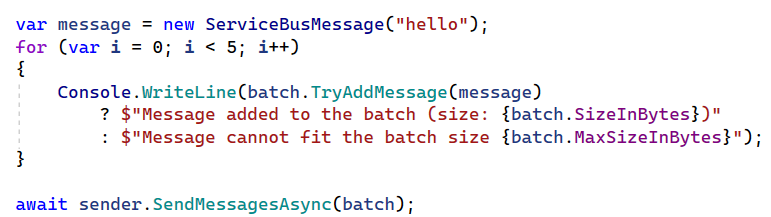 var message = new ServiceBusMessage("hello");
for (var i = 0; i < 5; i++)
{
    Console.WriteLine(batch.TryAddMessage(message)
        ? $"Message added to the batch (size: {batch.SizeInBytes})"
        : $"Message cannot fit the batch size {batch.MaxSizeInBytes}");
}

await sender.SendMessagesAsync(batch);